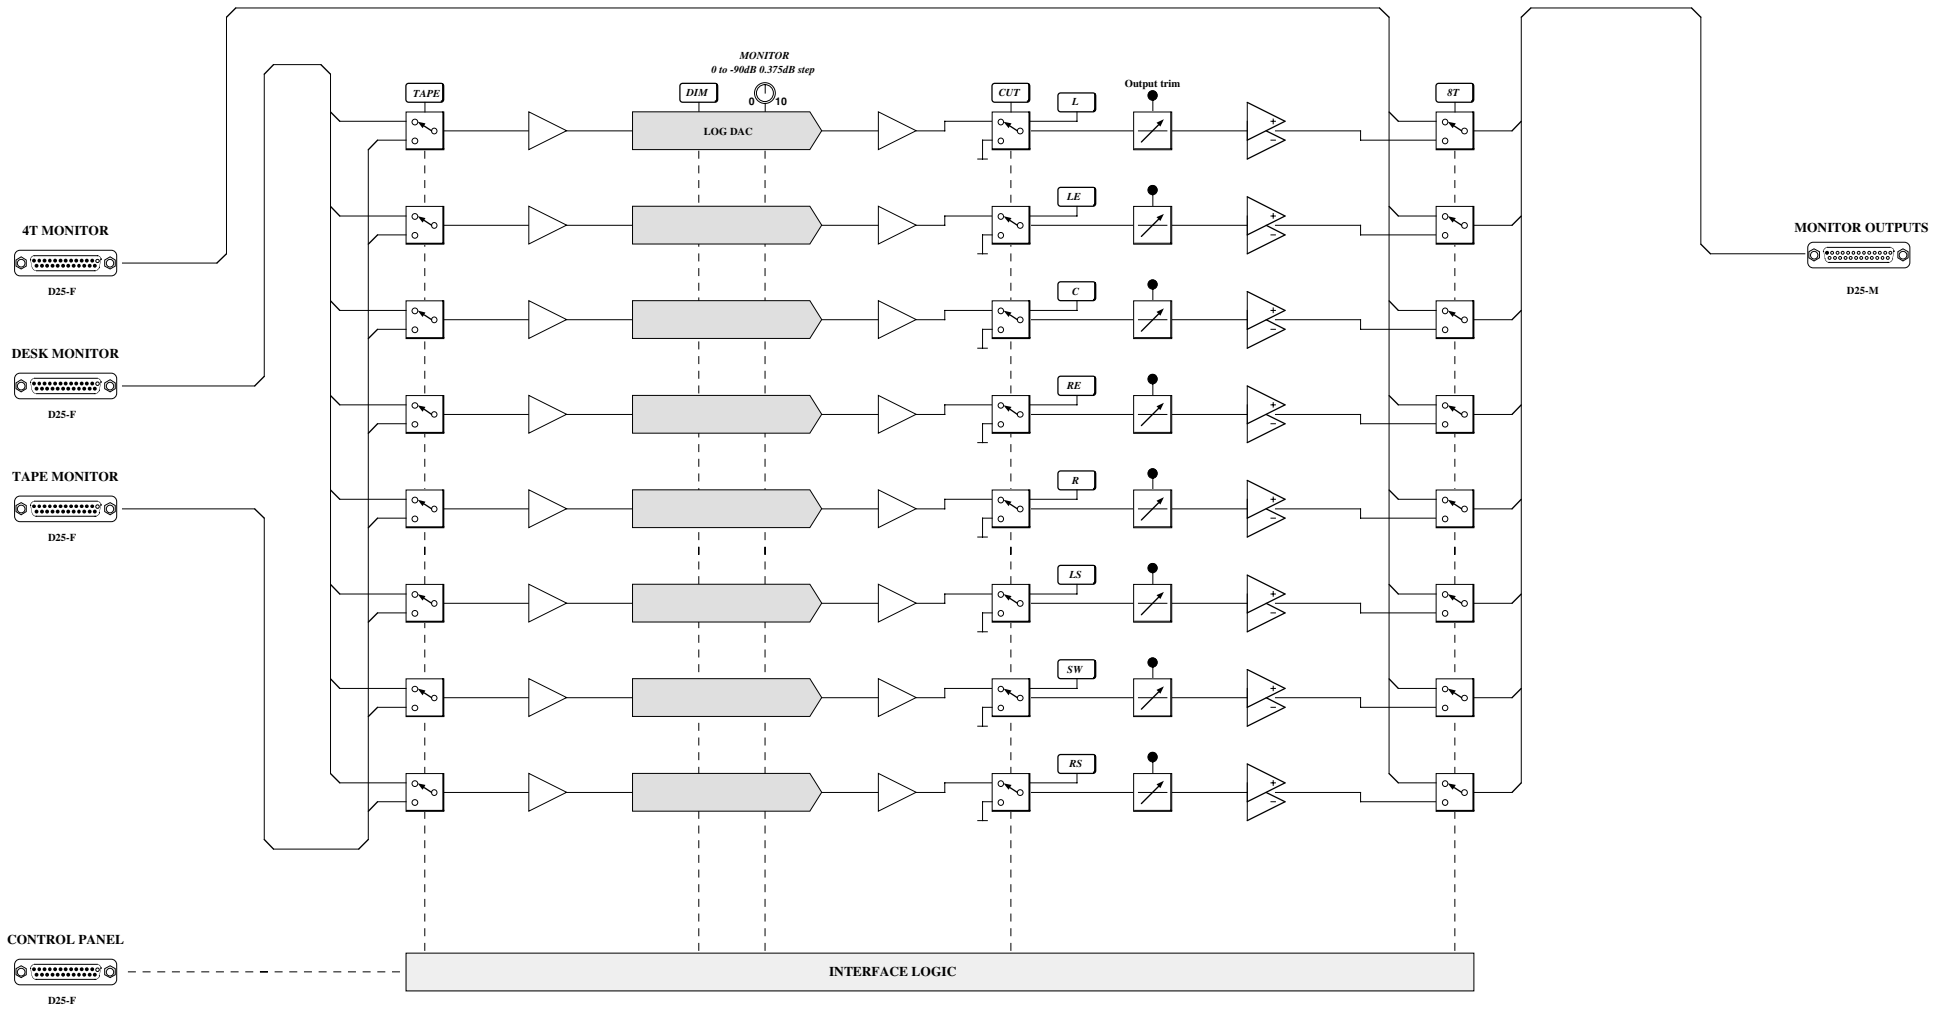 MONITOR
0 to -90dB 0.375dB step
TAPE
DIM
0 10
CUT
L
Output trim
8T
LOG DAC
+
−
LE
+
−
4T MONITOR
D25-F
MONITOR OUTPUTS
D25-M
C
+
−
DESK MONITOR
D25-F
RE
+
−
TAPE MONITOR
D25-F
R
+
−
LS
+
−
SW
+
−
RS
+
−
CONTROL PANEL
D25-F
INTERFACE LOGIC